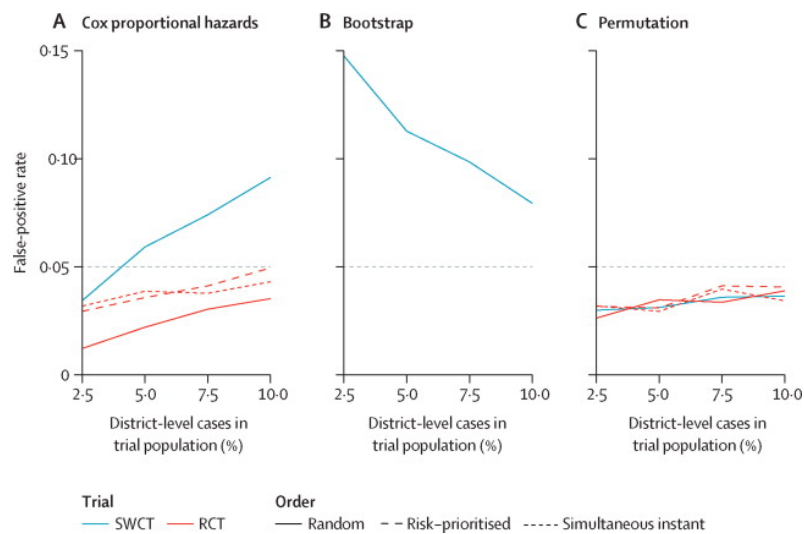 A Cox proportional hazards
B Bootstrap
C Permutation
False-positive rate
0·15
0·10
0·05
0
2·5 5·0 7·5 10·0
District-level cases in
trial population (%)
2·5 5·0 7·5 10·0
District-level cases in
trial population (%)
2·5 5·0 7·5 10·0
District-level cases in
trial population (%)
Trial
SWCT RCT
Order
Random Risk–prioritised Simultaneous instant